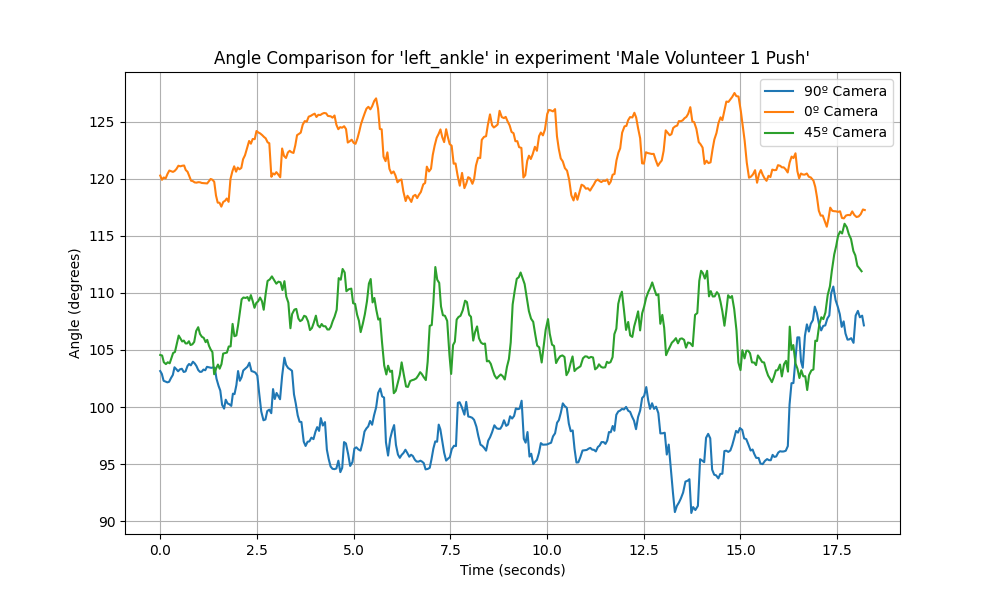 Angle Comparison for 'left_ankle' in experiment 'Male Volunteer 1 Push'
90º Camera
0º Camera
45º Camera
Angle (degrees)
125
120
115
110
105
100
95
90
0.0 2.5 5.0 7.5 10.0 12.5 15.0 17.5
Time (seconds)